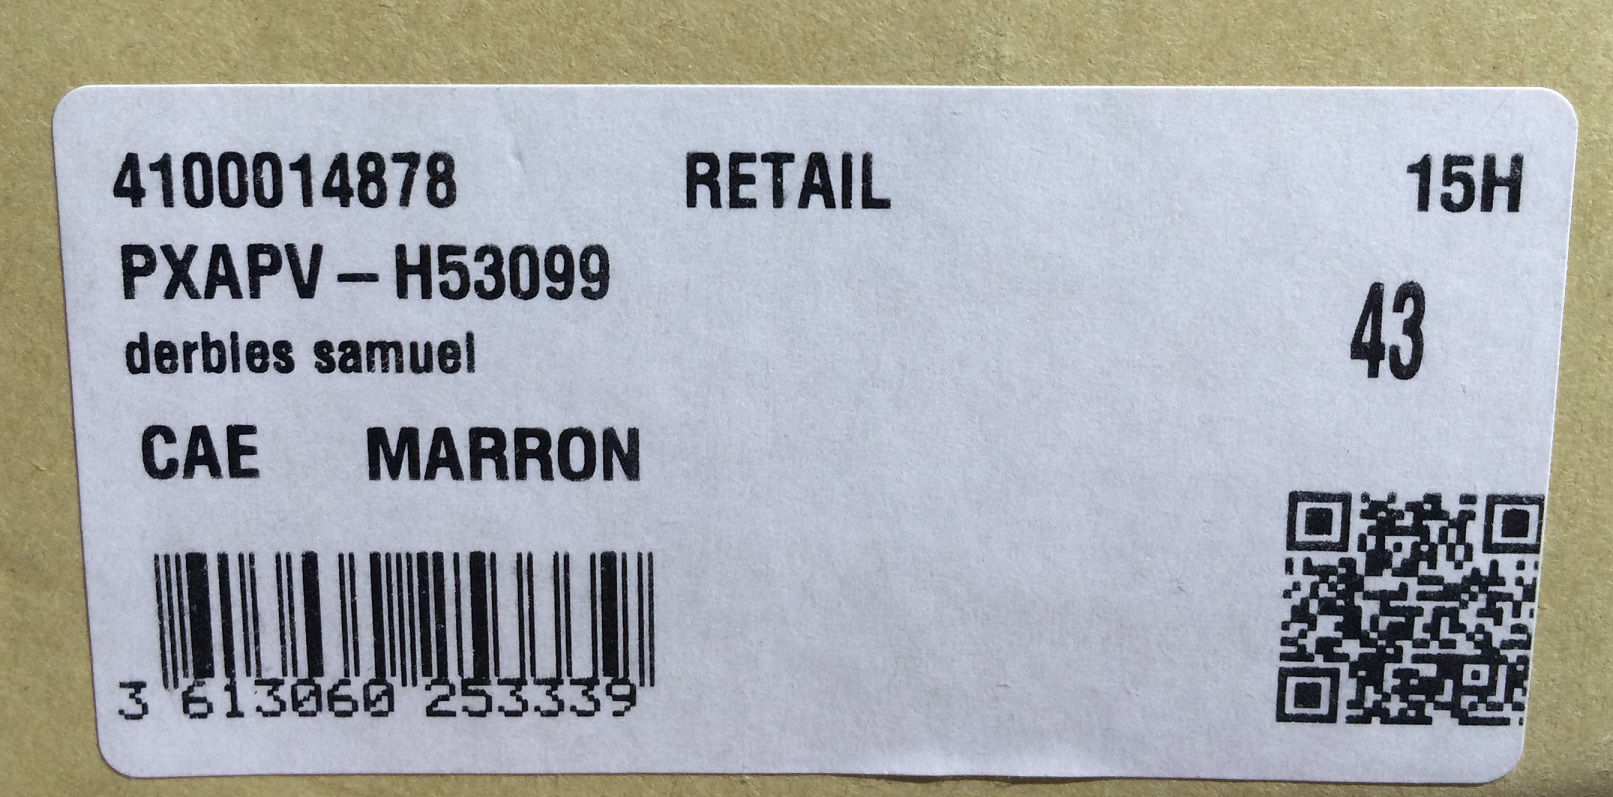 4100014878 RETAIL 15H
PXAPV – H53099
43
derbies samuel
CAE MARRON
3 613060 253339